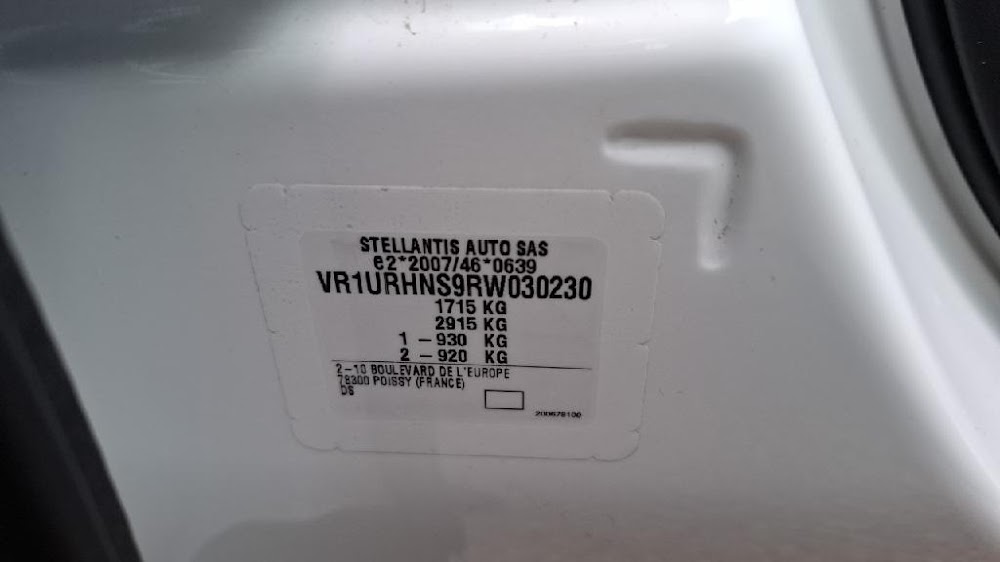 STELLANTIS AUTO SAS
e2*2007/46*0639
VR1URHNS9RW030230
1715 KG
2915 KG
1 - 930 KG
2 - 920 KG
2-10 BOULEVARD DE L'EUROPE
78300 POISSY (FRANCE)
DS